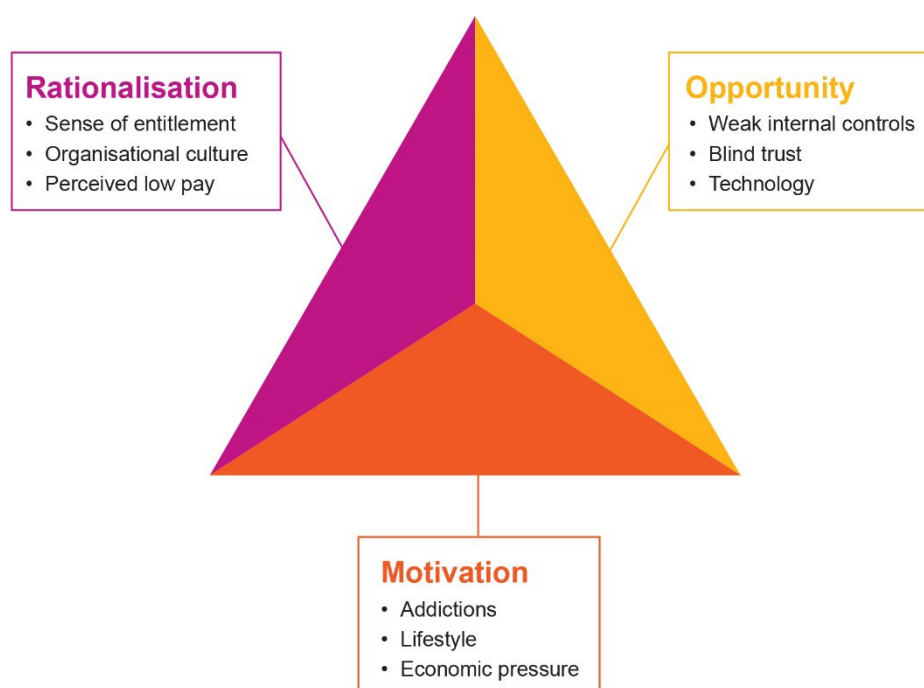 Rationalisation
• Sense of entitlement
• Organisational culture
• Perceived low pay
Opportunity
• Weak internal controls
• Blind trust
• Technology
Motivation
• Addictions
• Lifestyle
• Economic pressure